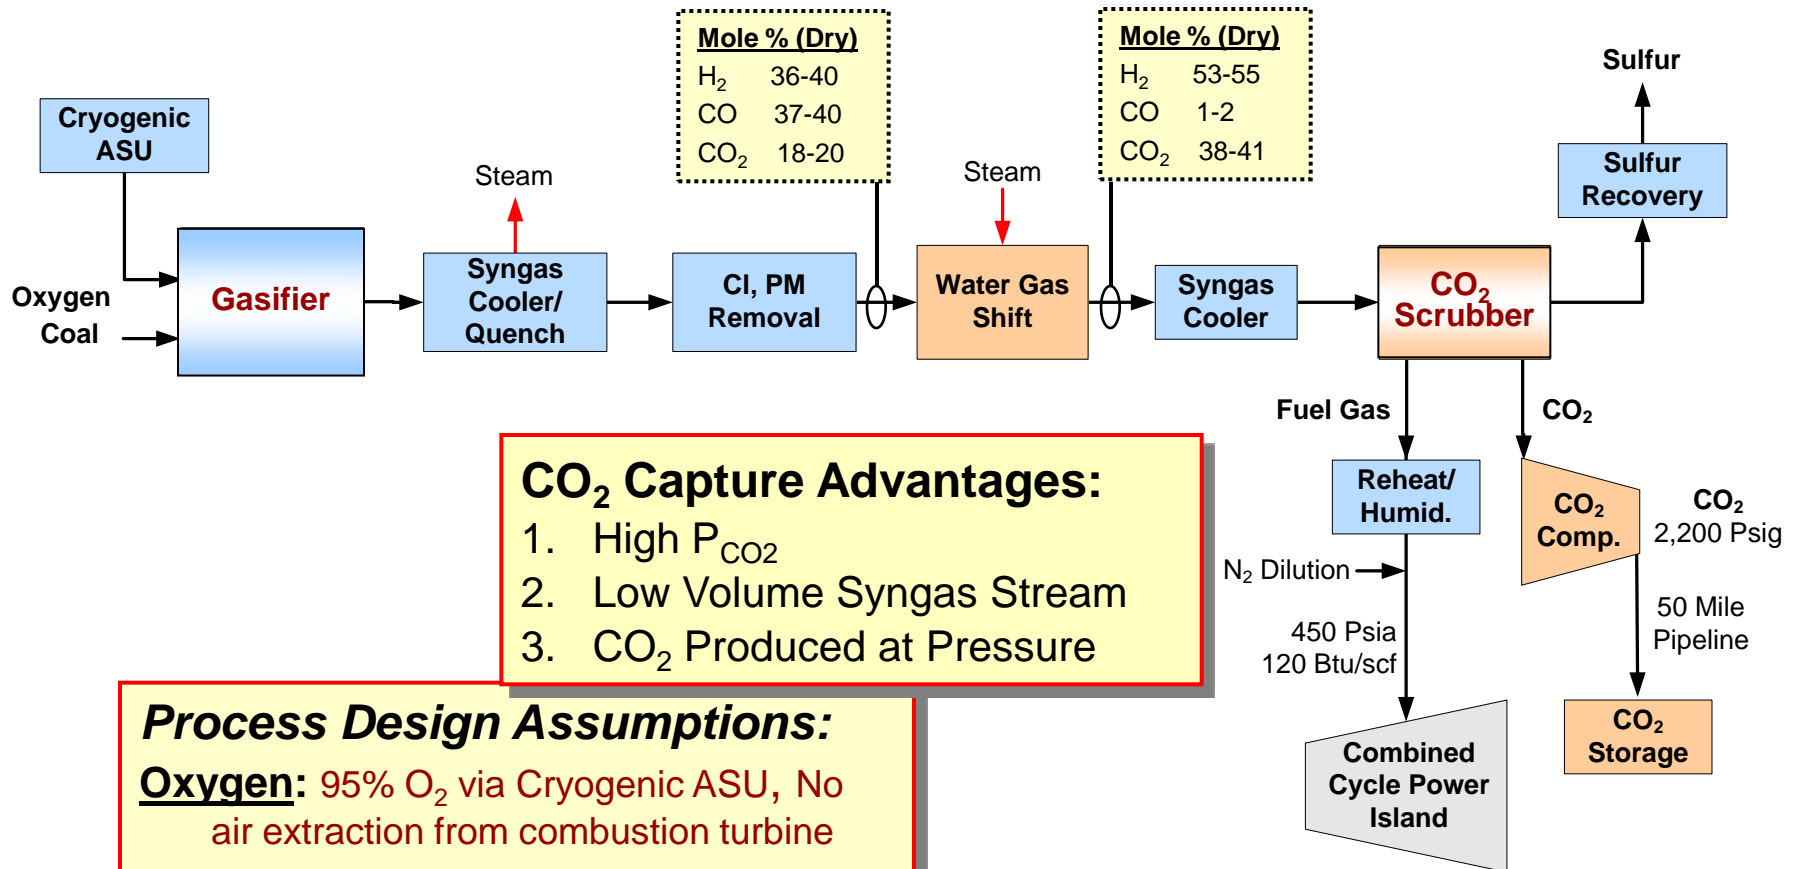 Mole % (Dry)
H₂ 36-40
CO 37-40
CO₂ 18-20
Mole % (Dry)
H₂ 53-55
CO 1-2
CO₂ 38-41
Sulfur
Cryogenic
ASU
Steam
Steam
Sulfur
Recovery
Oxygen
Coal
Gasifier
Syngas
Cooler/
Quench
CI, PM
Removal
Water Gas
Shift
Syngas
Cooler
CO₂
Scrubber
Fuel Gas
CO₂
Reheat/
Humid.
CO₂
Comp.
CO₂
2,200 Psig
N₂ Dilution
450 Psia
120 Btu/scf
50 Mile
Pipeline
Combined
Cycle Power
Island
CO₂
Storage
CO₂ Capture Advantages:
1. High P_CO2
2. Low Volume Syngas Stream
3. CO₂ Produced at Pressure
Process Design Assumptions:
Oxygen: 95% O₂ via Cryogenic ASU, No
air extraction from combustion turbine